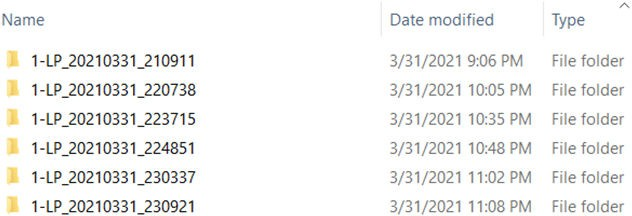 Name Date modified Type
1-LP_20210331_210911 3/31/2021 9:06 PM File folder
1-LP_20210331_220738 3/31/2021 10:05 PM File folder
1-LP_20210331_223715 3/31/2021 10:35 PM File folder
1-LP_20210331_224851 3/31/2021 10:48 PM File folder
1-LP_20210331_230337 3/31/2021 11:02 PM File folder
1-LP_20210331_230921 3/31/2021 11:08 PM File folder